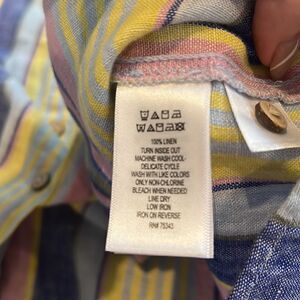 100% LINEN
TURN INSIDE OUT
MACHINE WASH COOL-
DELICATE CYCLE
WASH WITH LIKE COLORS
ONLY NON-CHLORINE
BLEACH WHEN NEEDED
LINE DRY
LOW IRON
IRON ON REVERSE
RN# 75343